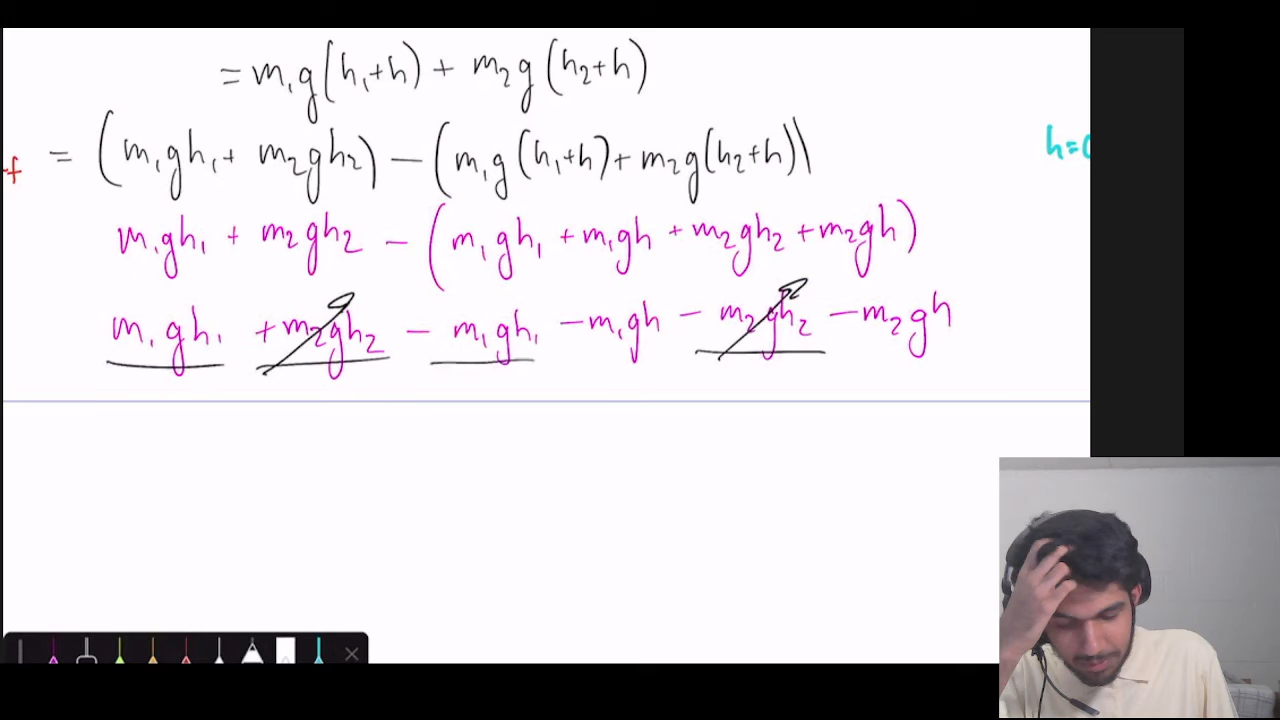 = m₁g(h₁+h) + m₂g(h₂+h)
= (m₁gh₁ + m₂gh₂) − (m₁g(h₁+h) + m₂g(h₂+h))
h=0
f
m₁gh₁ + m₂gh₂ − (m₁gh₁ + m₁gh + m₂gh₂ + m₂gh)
m₁gh₁ + m₂gh₂ − m₁gh₁ − m₁gh − m₂gh₂ − m₂gh